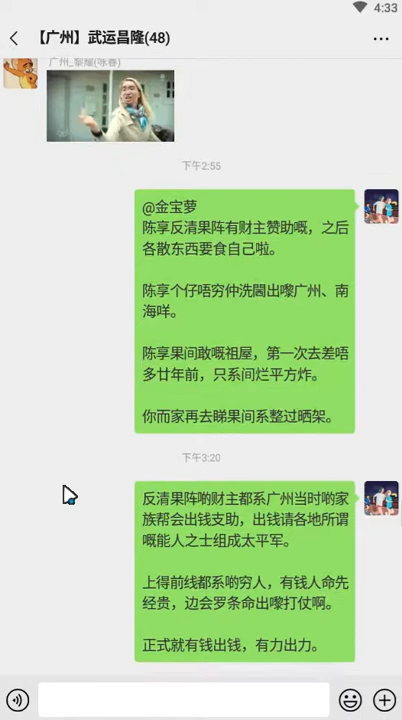 4:33
【广州】武运昌隆(48)
广州_黎耀(咏春)
下午2:55
@金宝萝
陈享反清果阵有财主赞助嘅，之后
各散东西要食自己啦。
陈享个仔唔穷仲洗闆出嚟广州、南
海咩。
陈享果间敢嘅祖屋，第一次去差唔
多廿年前，只系间烂平方炸。
你而家再去睇果间系整过晒架。
下午3:20
反清果阵啲财主都系广州当时啲家
族帮会出钱支助，出钱请各地所谓
嘅能人之士组成太平军。
上得前线都系啲穷人，有钱人命先
经贵，边会罗条命出嚟打仗啊。
正式就有钱出钱，有力出力。